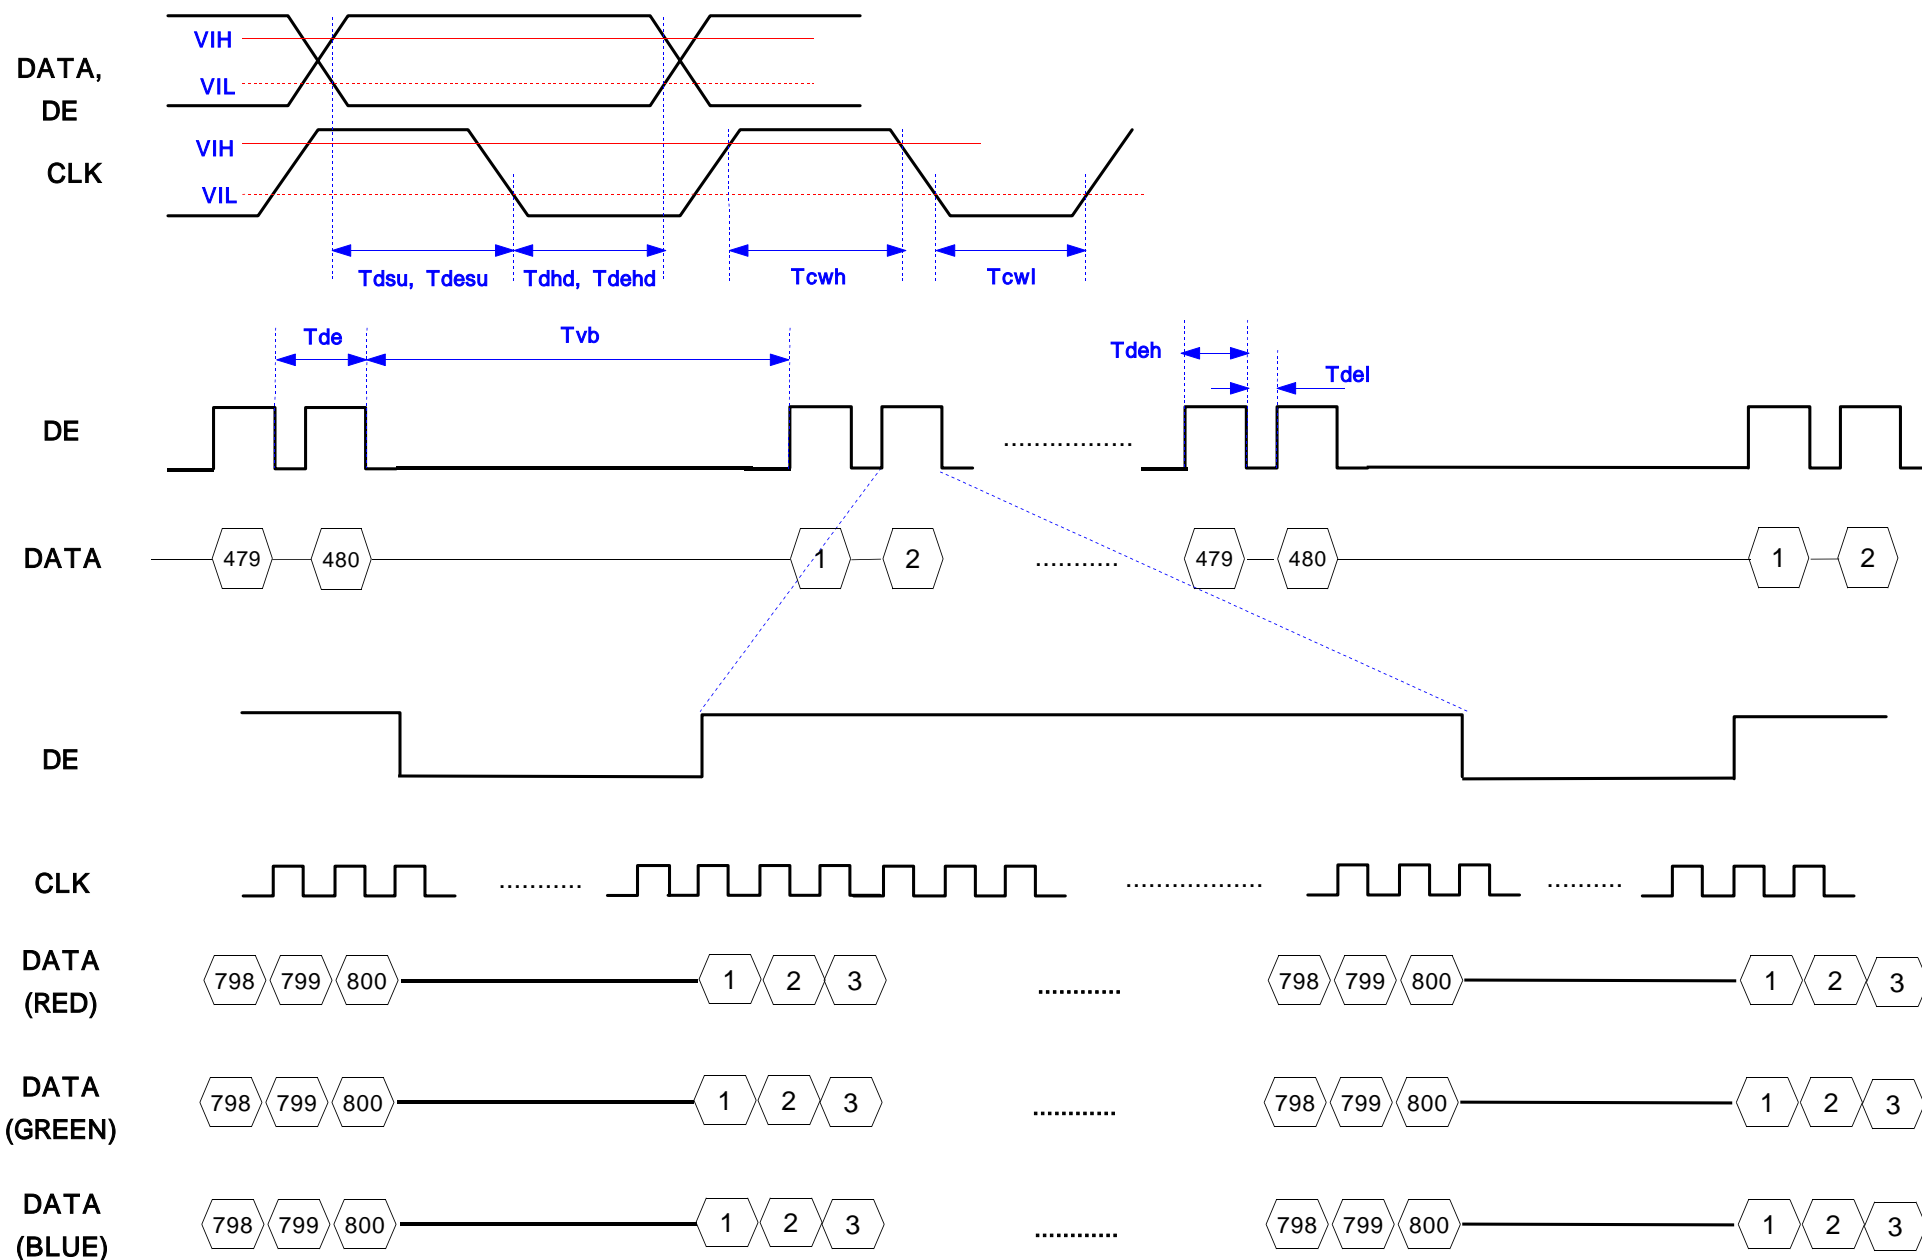 VIH
DATA,
VIL
DE
VIH
CLK
VIL
Tdsu, Tdesu Tdhd, Tdehd Tcwh Tcwl
Tde Tvb Tdeh
Tdel
DE ..................
DATA 479 480 1 2 ............ 479 480 1 2
DE
CLK ............ .................. ..........
DATA
(RED) 798 799 800 1 2 3 ............ 798 799 800 1 2 3
DATA
(GREEN) 798 799 800 1 2 3 ............ 798 799 800 1 2 3
DATA
(BLUE) 798 799 800 1 2 3 ............ 798 799 800 1 2 3